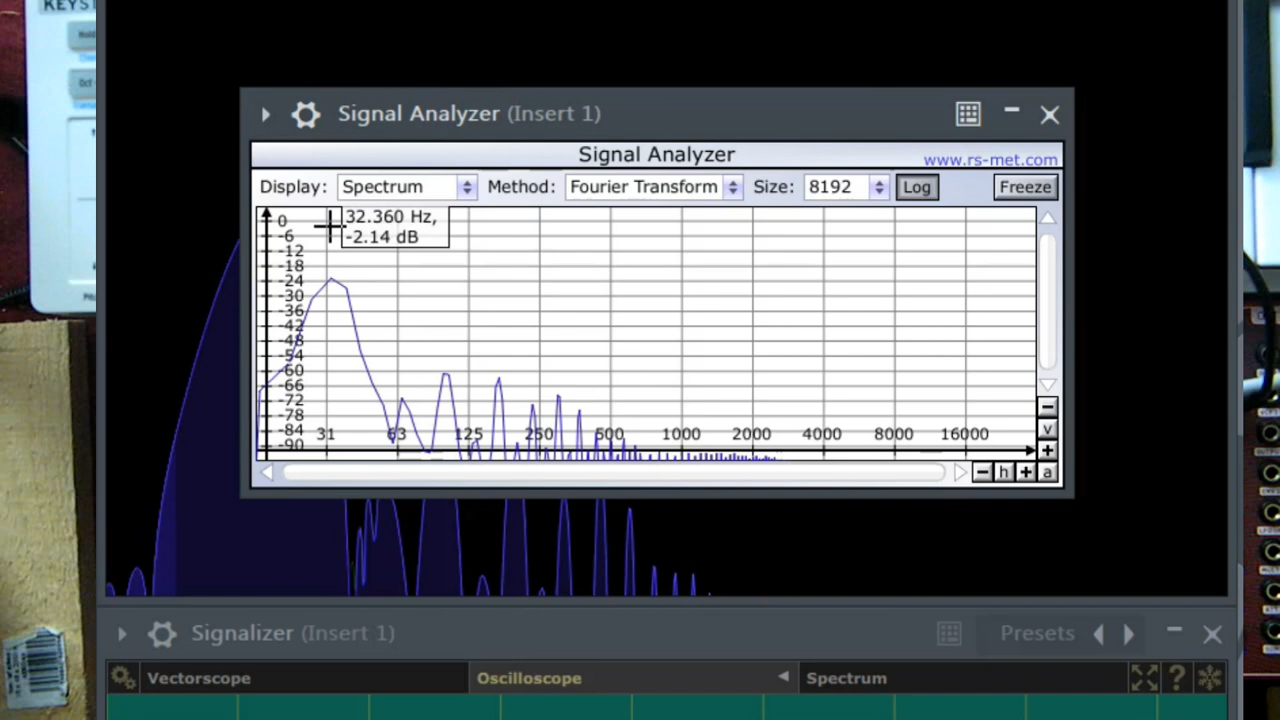 KEYS
Signal Analyzer (Insert 1)
Signal Analyzer
www.rs-met.com
Display: Spectrum Method: Fourier Transform Size: 8192 Log Freeze
32.360 Hz,
-2.14 dB
0
-6
-12
-18
-24
-30
-36
-42
-48
-54
-60
-66
-72
-78
-84
-90
31 63 125 250 500 1000 2000 4000 8000 16000
v
h
a
Signalizer (Insert 1) Presets
Vectorscope Oscilloscope Spectrum ?